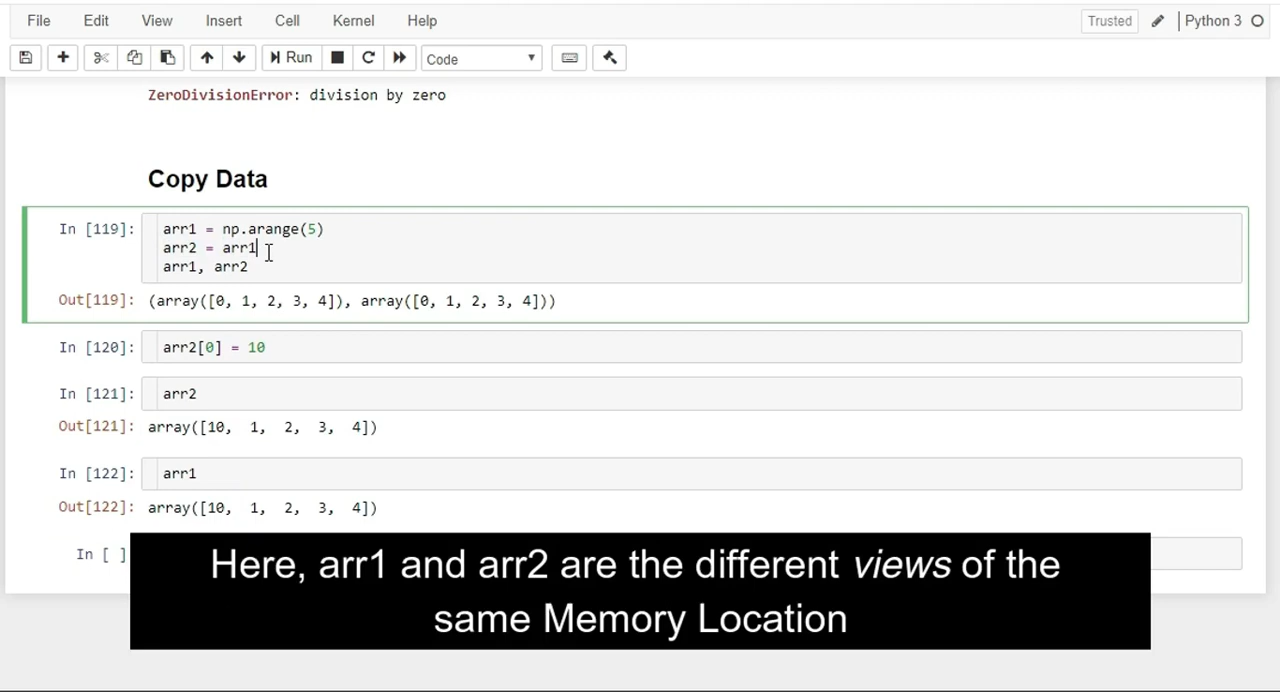 File Edit View Insert Cell Kernel Help Trusted Python 3
Run Code
ZeroDivisionError: division by zero
Copy Data
In [119]: arr1 = np.arange(5)
arr2 = arr1
arr1, arr2
Out[119]: (array([0, 1, 2, 3, 4]), array([0, 1, 2, 3, 4]))
In [120]: arr2[0] = 10
In [121]: arr2
Out[121]: array([10,  1,  2,  3,  4])
In [122]: arr1
Out[122]: array([10,  1,  2,  3,  4])
In [ ]
Here, arr1 and arr2 are the different views of the
same Memory Location